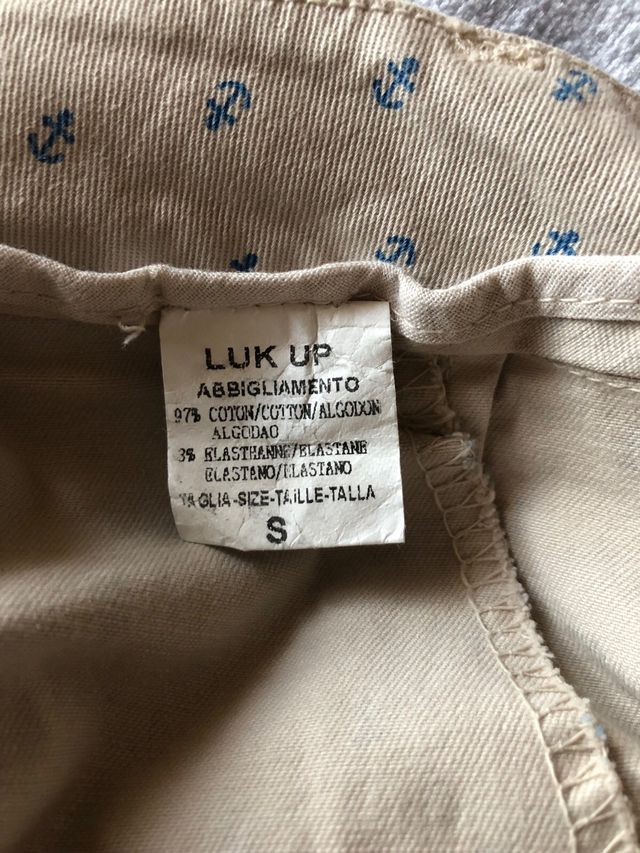 LUK UP
ABBIGLIAMENTO
97% COTON/COTTON/ALGODON
ALGODAO
3% ELASTHANNE/ELASTANE
ELASTANO/ELASTANO
TAGLIA-SIZE-TAILLE-TALLA
S